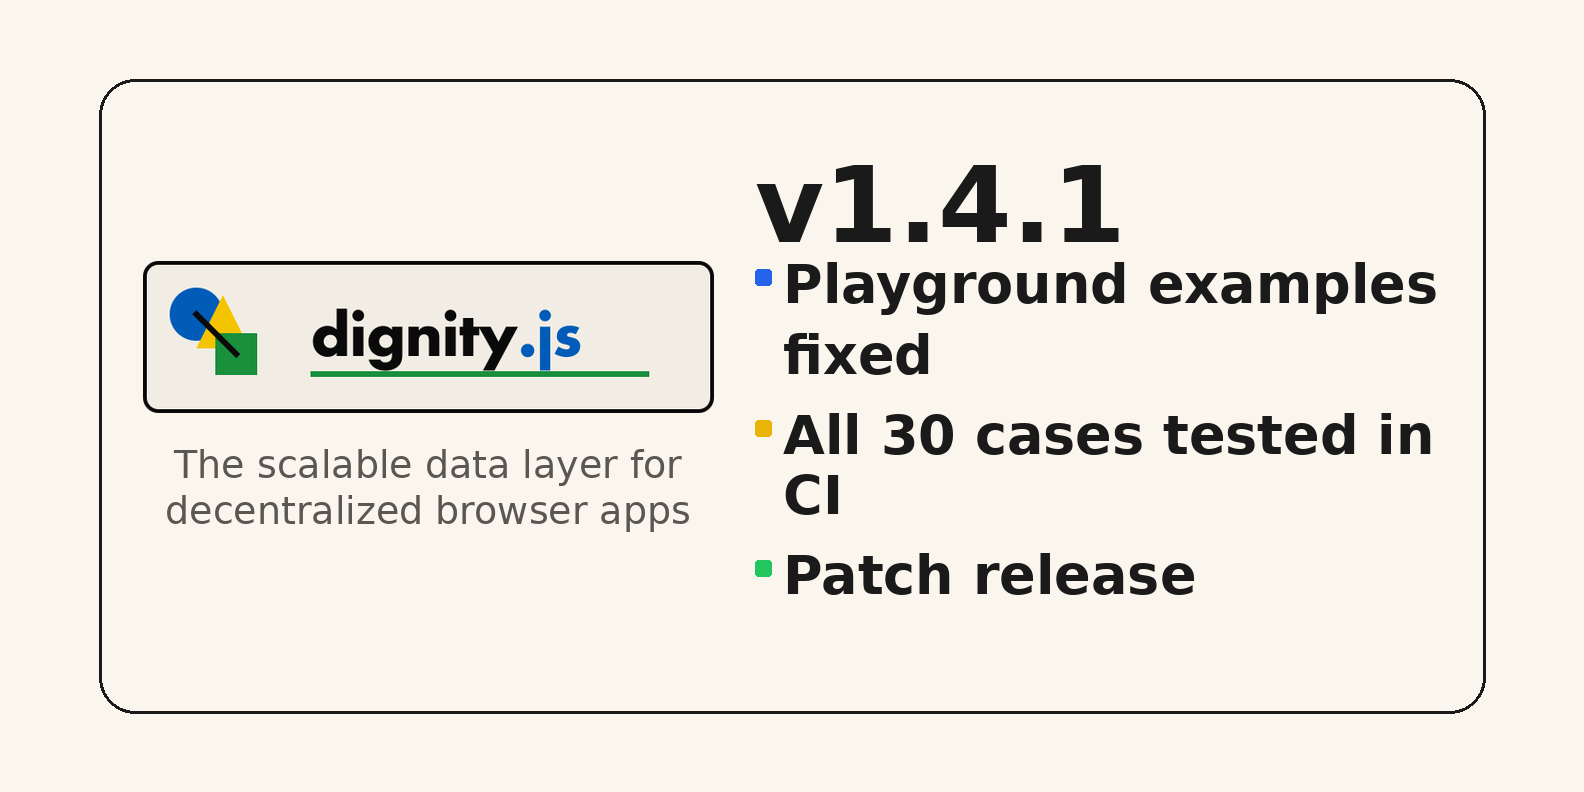 dignity.js
The scalable data layer for
decentralized browser apps
v1.4.1
Playground examples
fixed
All 30 cases tested in
CI
Patch release